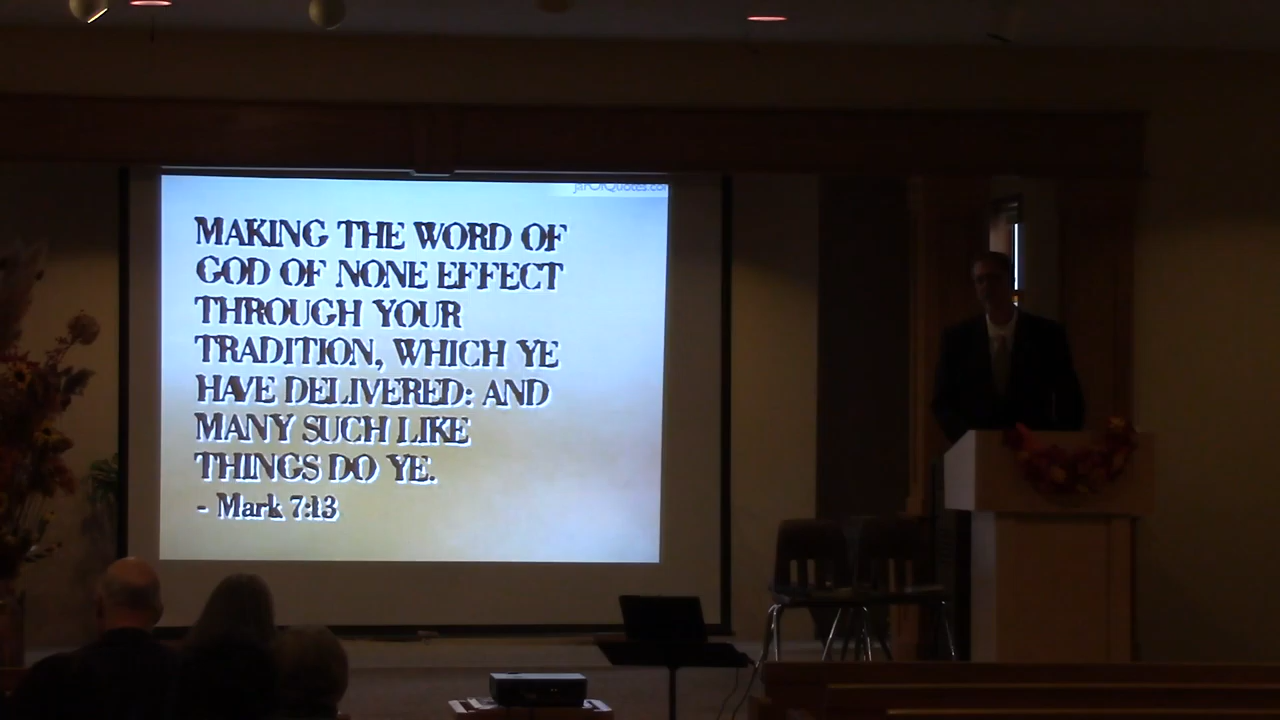 MAKING THE WORD OF
GOD OF NONE EFFECT
THROUGH YOUR
TRADITION, WHICH YE
HAVE DELIVERED: AND
MANY SUCH LIKE
THINGS DO YE.
- Mark 7:13